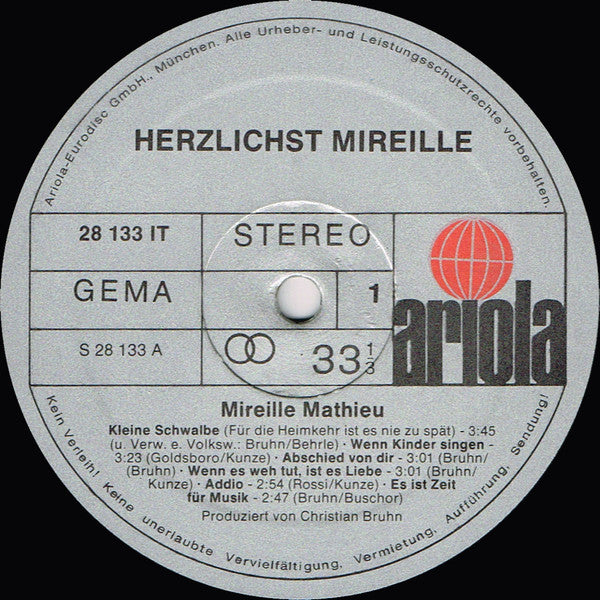 Ariola-Eurodisc GmbH., München. Alle Urheber- und Leistungsschutzrechte vorbehalten.
HERZLICHST MIREILLE
28 133 IT
STEREO
GEMA
1
S 28 133 A
33 1/3
ariola
Mireille Mathieu
Kleine Schwalbe (Für die Heimkehr ist es nie zu spät) - 3:45
(u. Verw. e. Volksw.: Bruhn/Behrle) · Wenn Kinder singen -
3:23 (Goldsboro/Kunze) · Abschied von dir - 3:01 (Bruhn/
(Bruhn) · Wenn es weh tut, ist es Liebe - 3:01 (Bruhn/
Kunze) · Addio - 2:54 (Rossi/Kunze) · Es ist Zeit
für Musik - 2:47 (Bruhn/Buschor)
Produziert von Christian Bruhn
Kein Verleih! Keine unerlaubte Vervielfältigung, Vermietung, Aufführung, Sendung!